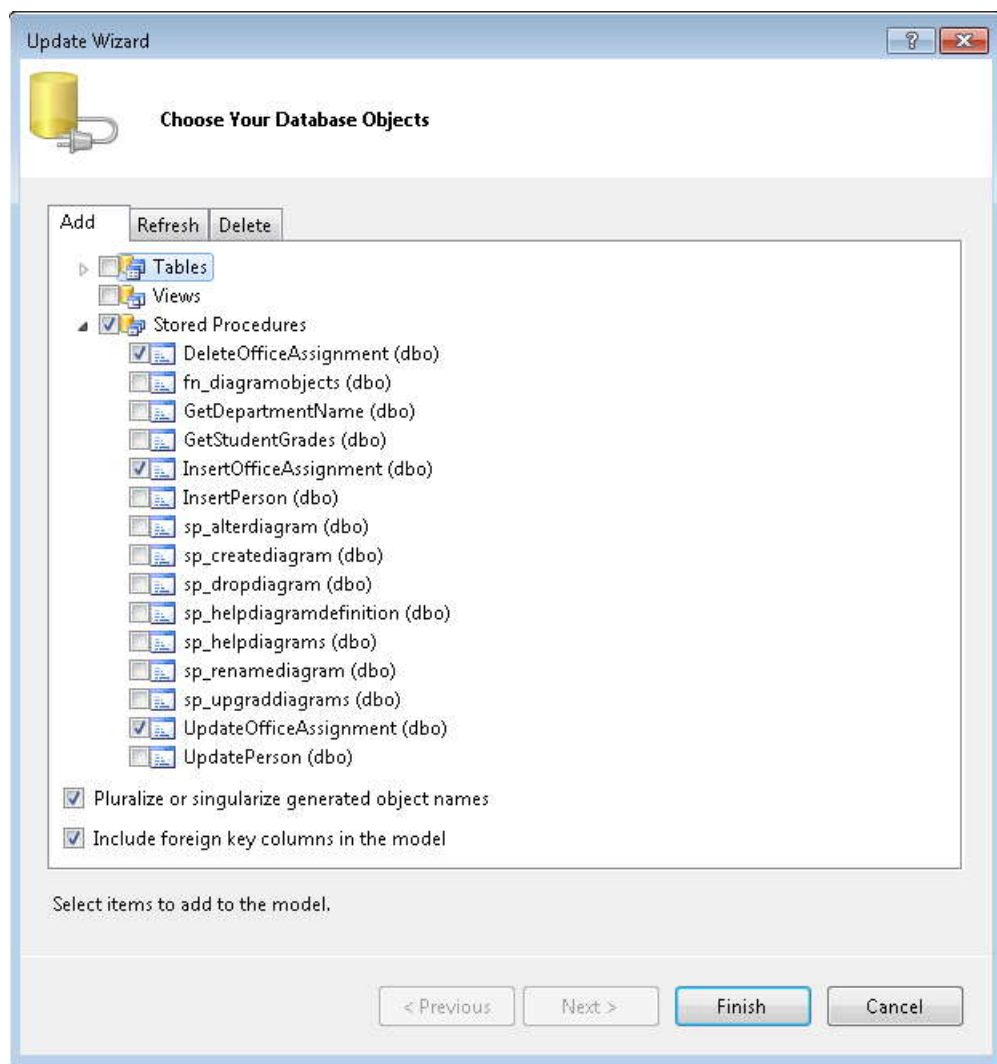 Update Wizard
Choose Your Database Objects
Add Refresh Delete
Tables
Views
Stored Procedures
DeleteOfficeAssignment (dbo)
fn_diagramobjects (dbo)
GetDepartmentName (dbo)
GetStudentGrades (dbo)
InsertOfficeAssignment (dbo)
InsertPerson (dbo)
sp_alterdiagram (dbo)
sp_creatediagram (dbo)
sp_dropdiagram (dbo)
sp_helpdiagramdefinition (dbo)
sp_helpdiagrams (dbo)
sp_renamediagram (dbo)
sp_upgraddiagrams (dbo)
UpdateOfficeAssignment (dbo)
UpdatePerson (dbo)
Pluralize or singularize generated object names
Include foreign key columns in the model
Select items to add to the model.
< Previous Next > Finish Cancel